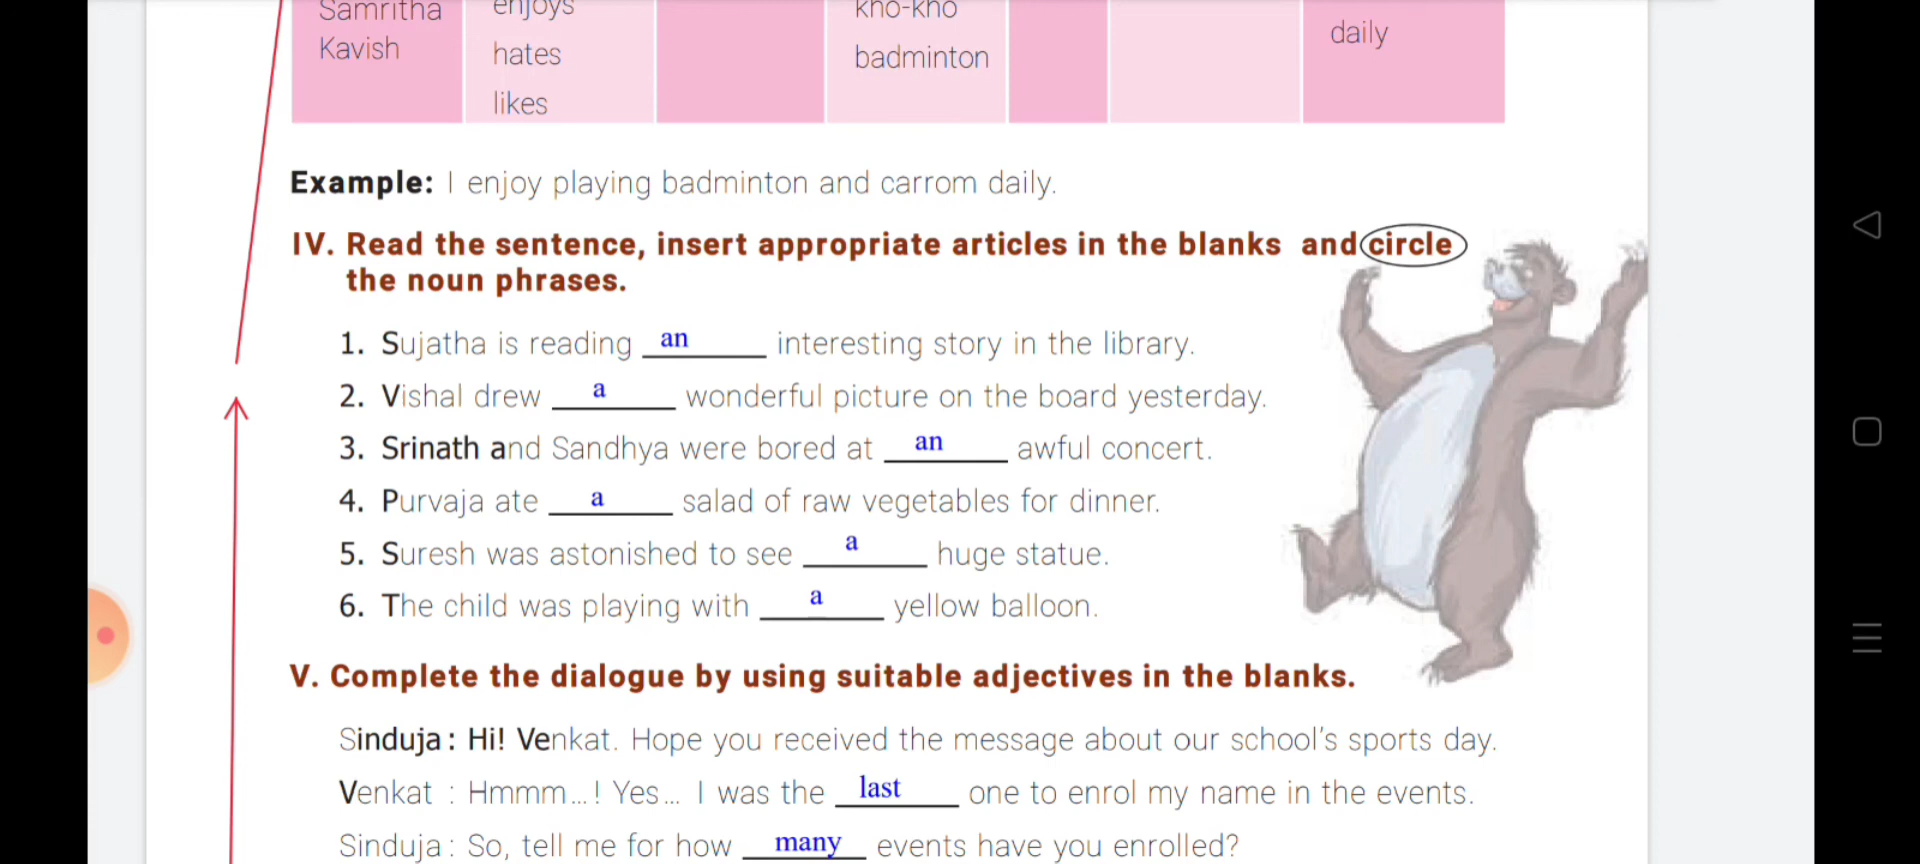 Samritha enjoys kho-kho
Kavish hates badminton daily
likes
Example: I enjoy playing badminton and carrom daily.
IV. Read the sentence, insert appropriate articles in the blanks and circle
the noun phrases.
1. Sujatha is reading an interesting story in the library.
2. Vishal drew a wonderful picture on the board yesterday.
3. Srinath and Sandhya were bored at an awful concert.
4. Purvaja ate a salad of raw vegetables for dinner.
5. Suresh was astonished to see a huge statue.
6. The child was playing with a yellow balloon.
V. Complete the dialogue by using suitable adjectives in the blanks.
Sinduja : Hi! Venkat. Hope you received the message about our school's sports day.
Venkat : Hmmm...! Yes... I was the last one to enrol my name in the events.
Sinduja : So, tell me for how many events have you enrolled?